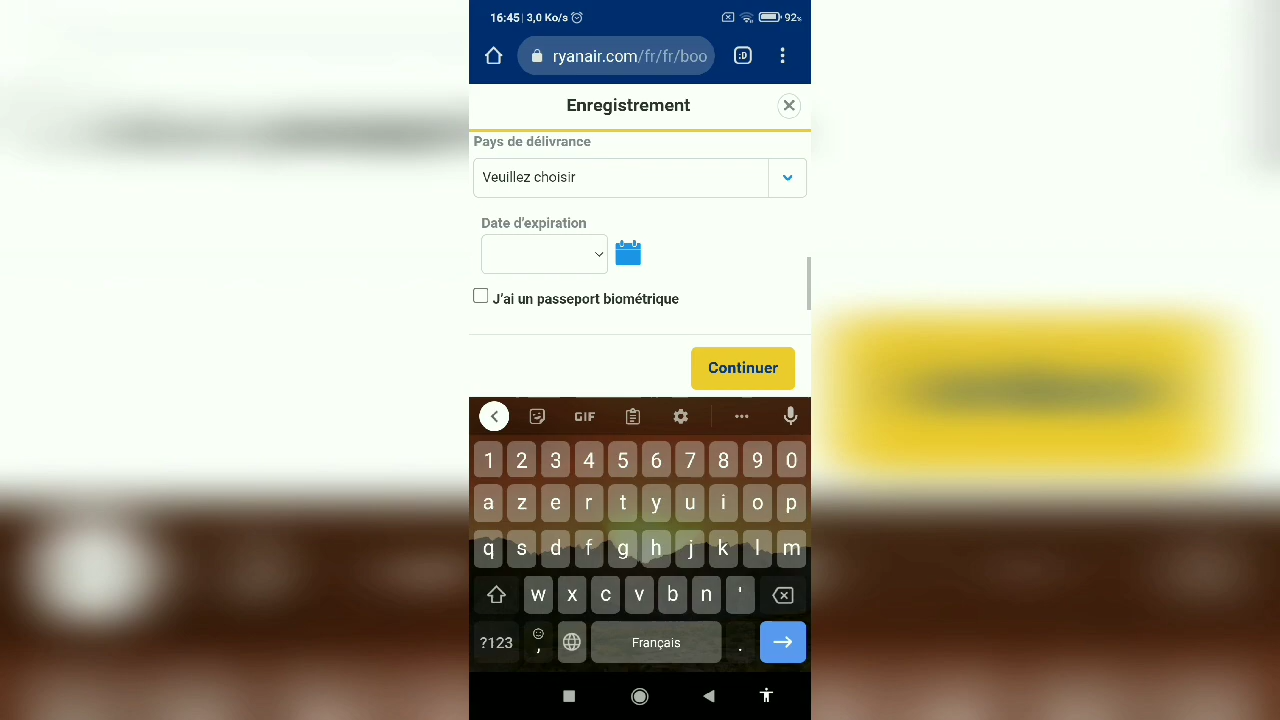 16:45 | 3,0 Ko/s
92%
ryanair.com/fr/fr/boo
:D
Enregistrement
Pays de délivrance
Veuillez choisir
Date d'expiration
J'ai un passeport biométrique
Continuer
GIF
1 2 3 4 5 6 7 8 9 0
a z e r t y u i o p
q s d f g h j k l m
w x c v b n '
?123 , Français .